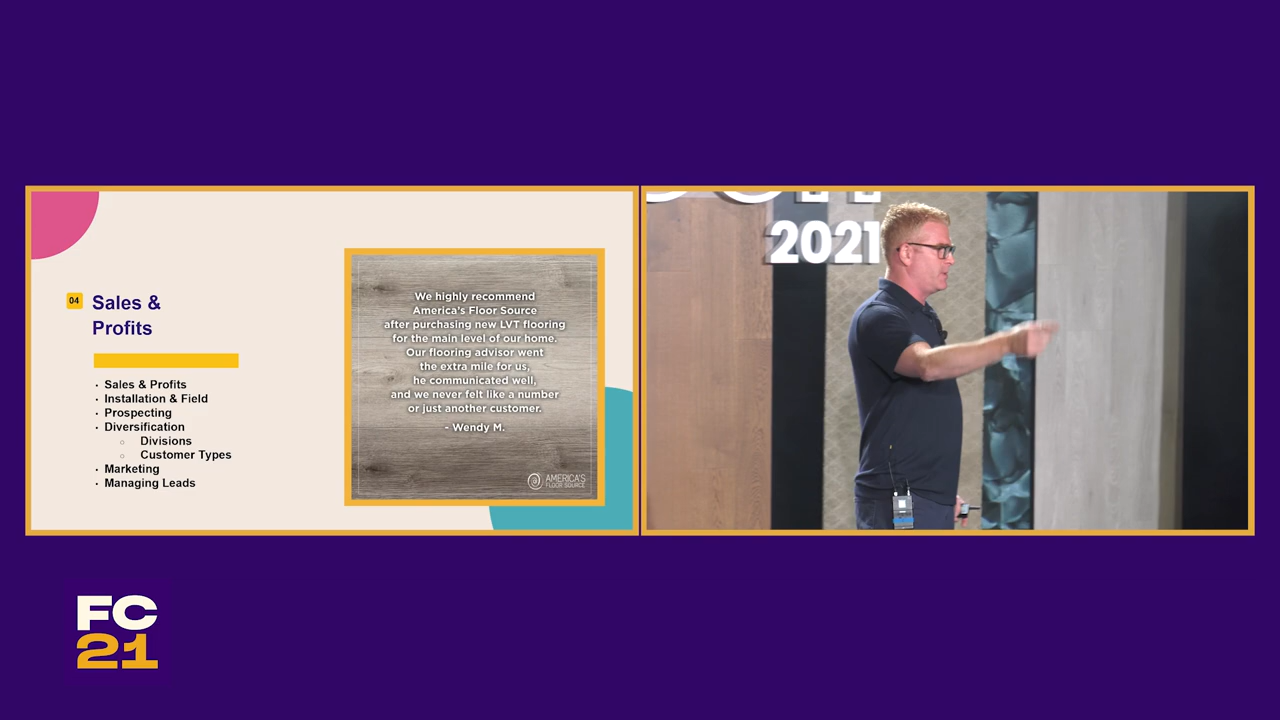 04
Sales &
Profits
· Sales & Profits
· Installation & Field
· Prospecting
· Diversification
○ Divisions
○ Customer Types
· Marketing
· Managing Leads
We highly recommend
America's Floor Source
after purchasing new LVT flooring
for the main level of our home.
Our flooring advisor went
the extra mile for us,
he communicated well,
and we never felt like a number
or just another customer.
- Wendy M.
AMERICA'S
FLOOR SOURCE
2021
FC
21